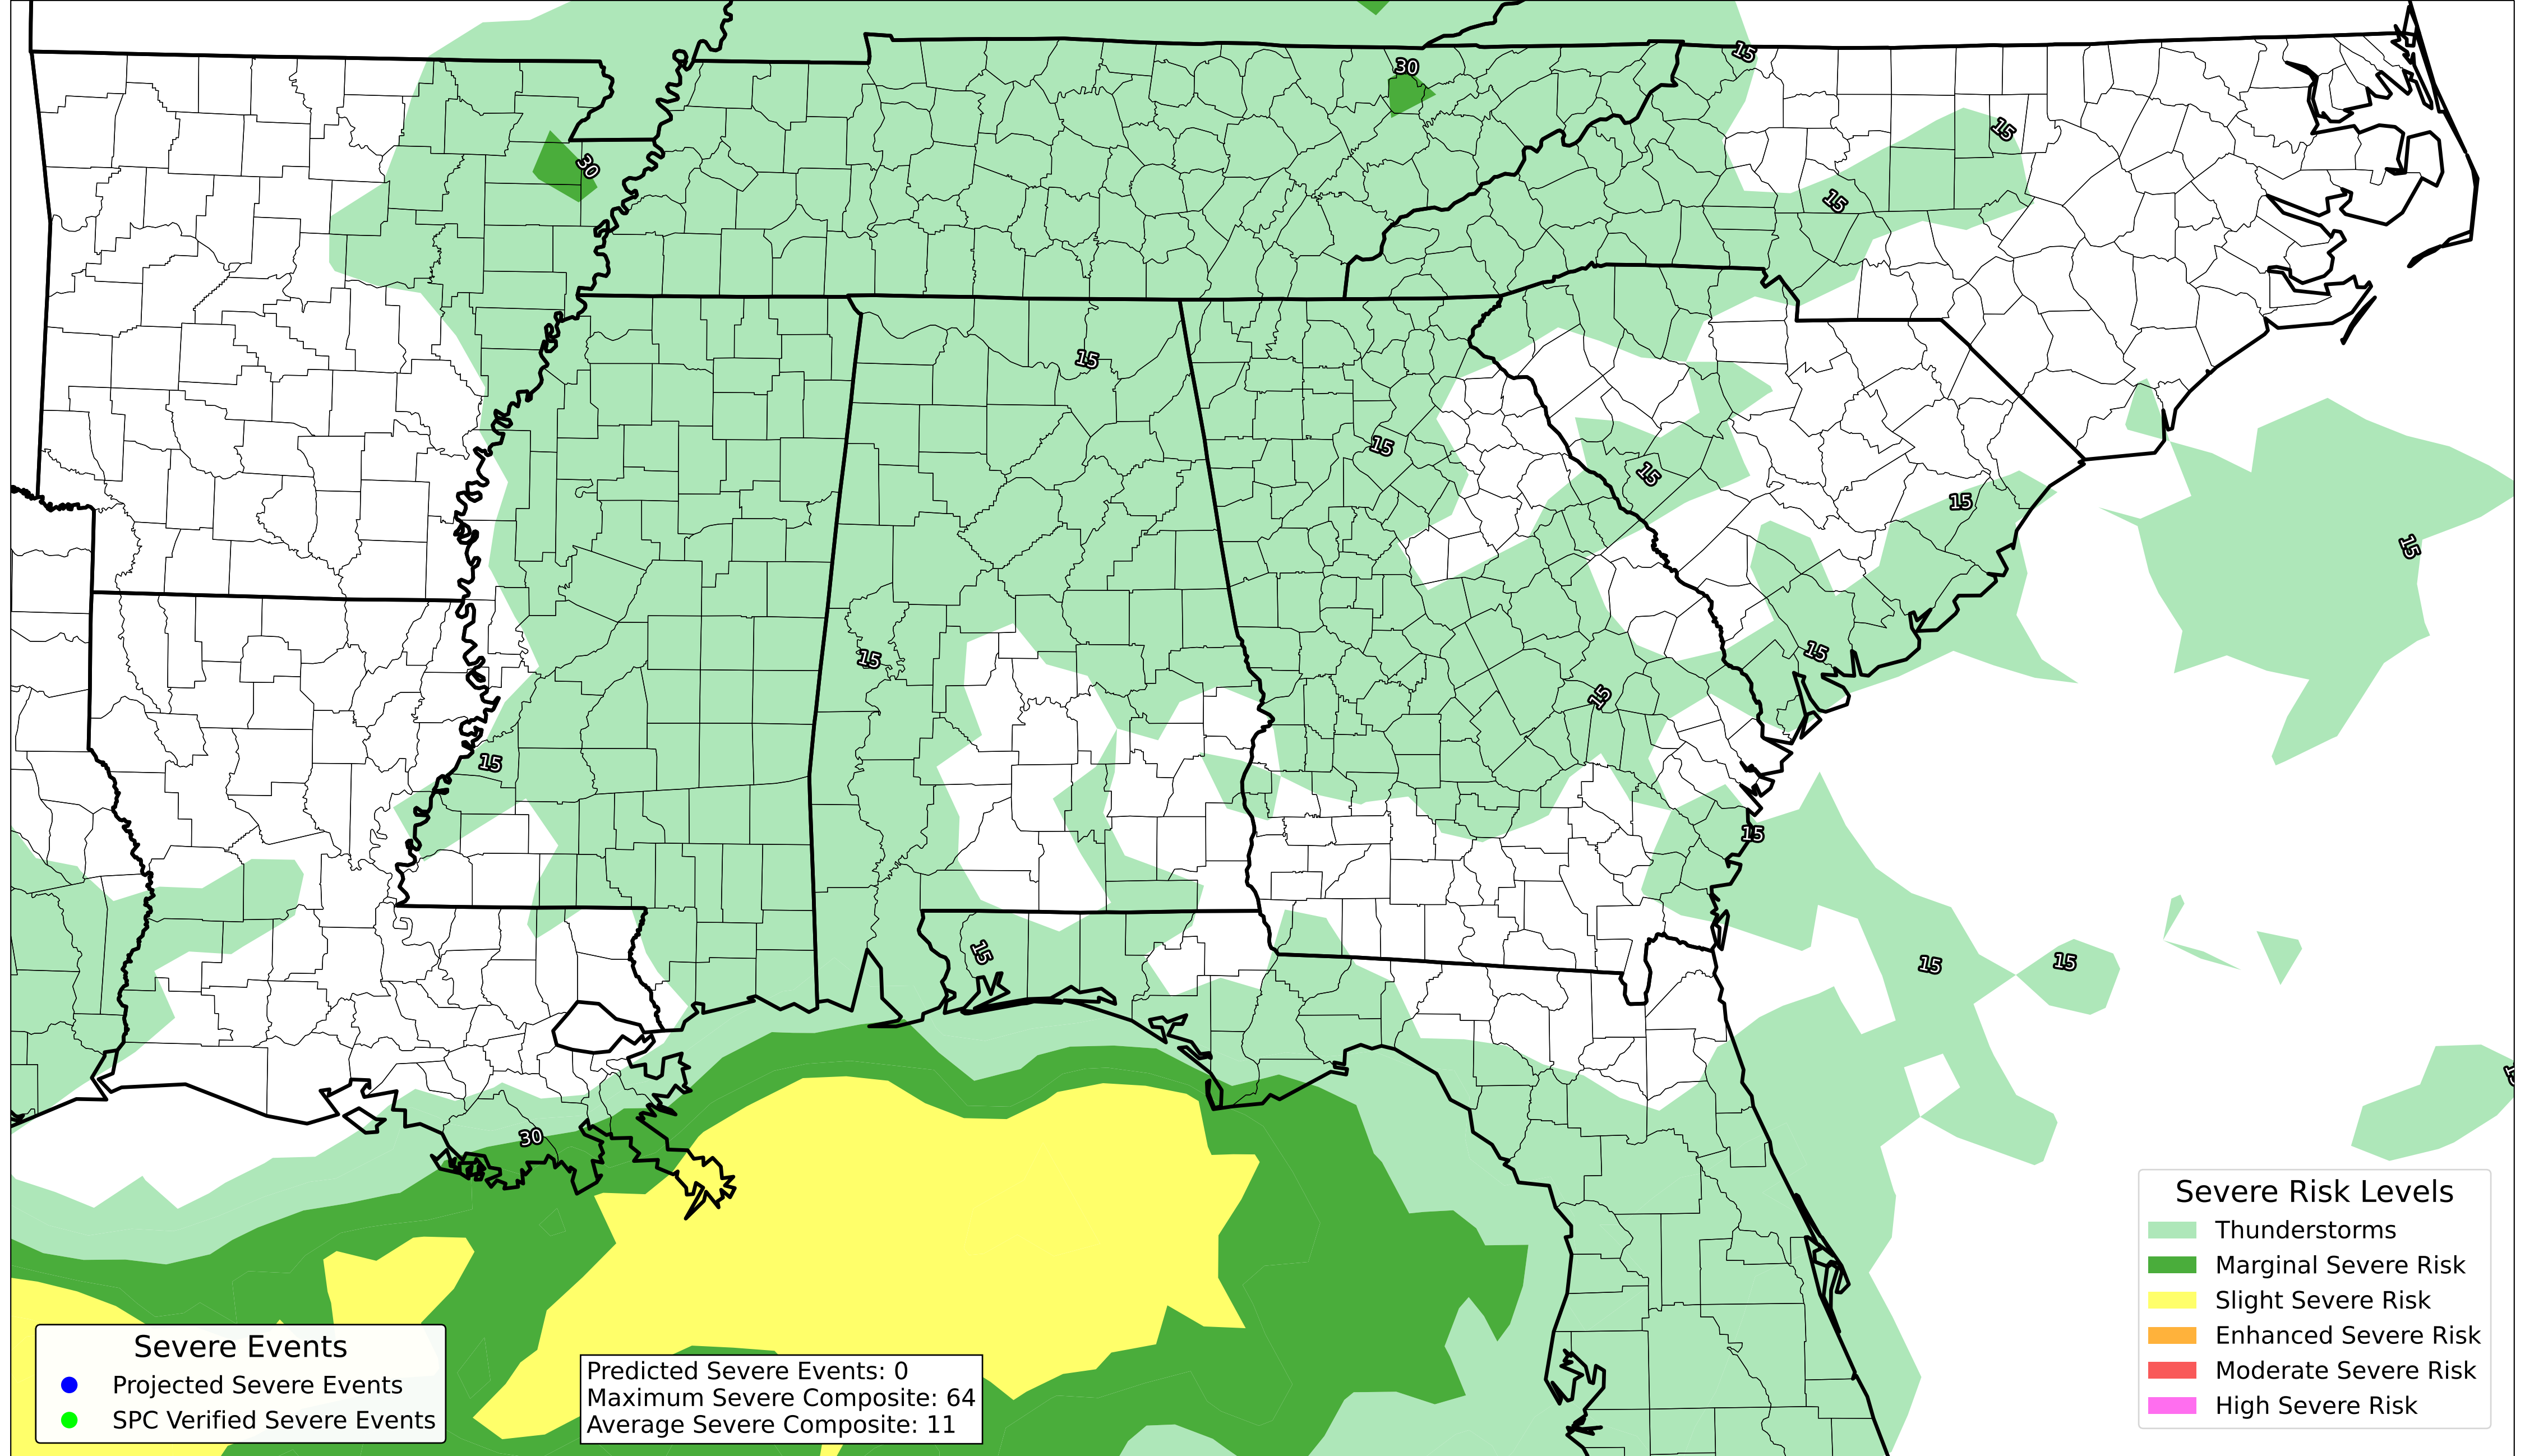 15
30
15
30
15
15
15
15
15
15
15
15
15
15
15
15
15
15
30
Severe Risk Levels
Thunderstorms
Marginal Severe Risk
Slight Severe Risk
Enhanced Severe Risk
Moderate Severe Risk
High Severe Risk
Severe Events
Projected Severe Events
SPC Verified Severe Events
Predicted Severe Events: 0
Maximum Severe Composite: 64
Average Severe Composite: 11